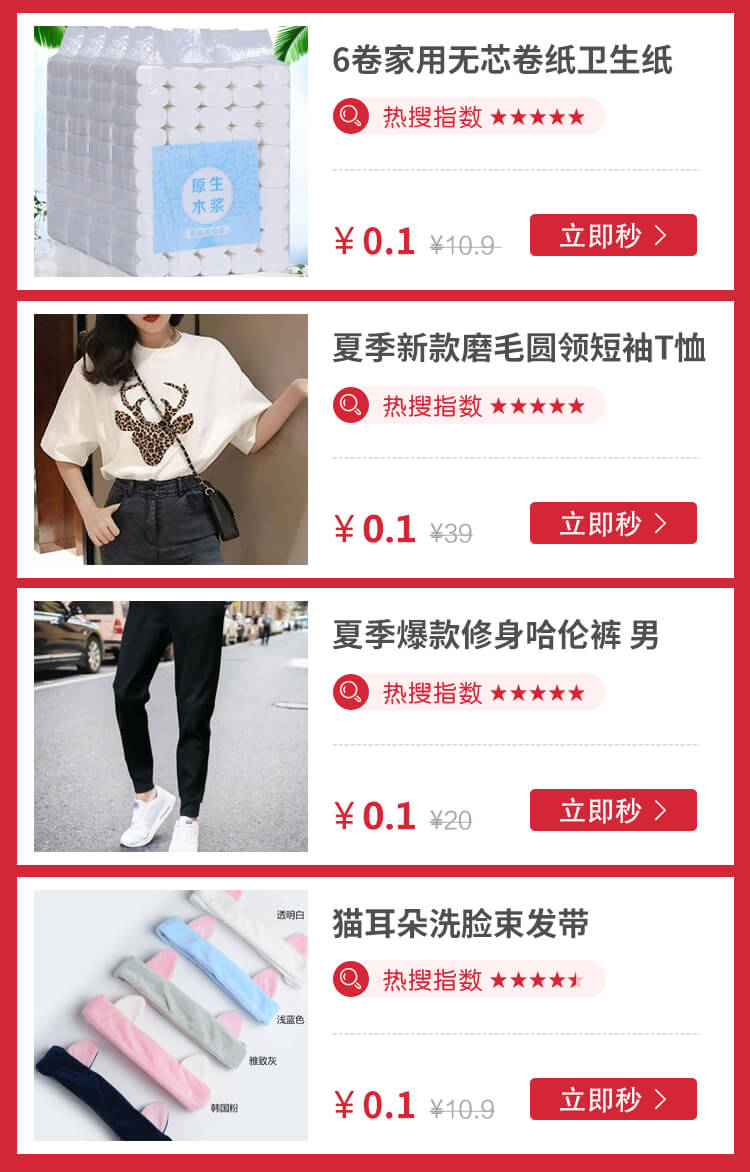 6卷家用无芯卷纸卫生纸
热搜指数 ★★★★★
原生
木浆
¥0.1 ¥10.9 立即秒 >
夏季新款磨毛圆领短袖T恤
热搜指数 ★★★★★
¥0.1 ¥39 立即秒 >
夏季爆款修身哈伦裤 男
热搜指数 ★★★★★
¥0.1 ¥20 立即秒 >
猫耳朵洗脸束发带
透明白
热搜指数
浅蓝色
雅致灰
韩国粉
¥0.1 ¥10.9 立即秒 >